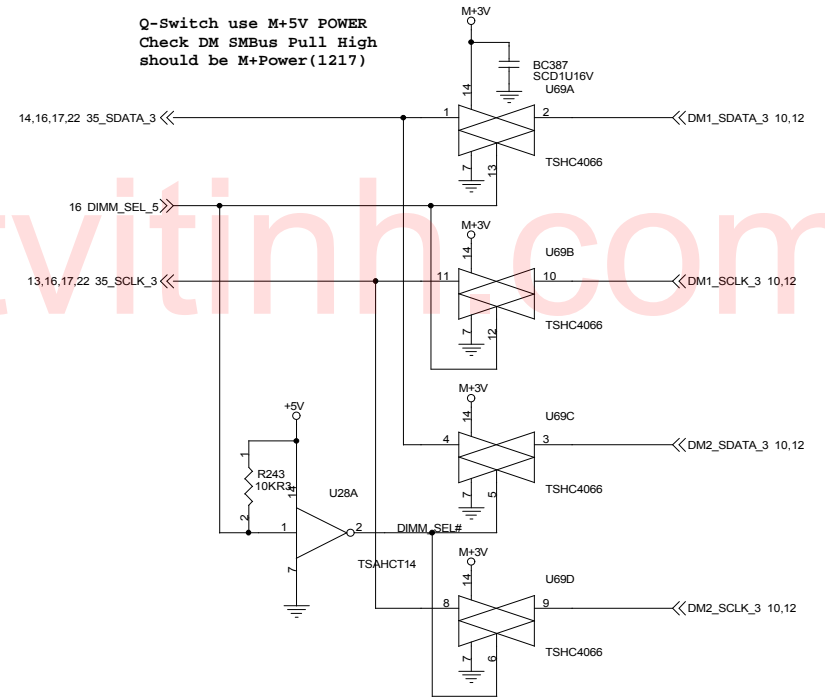 Q-Switch use M+5V POWER
Check DM SMBus Pull High
should be M+Power(1217)
M+3V
BC387
SCD1U16V
14
U69A
14,16,17,22 35_SDATA_3
1
2
DM1_SDATA_3 10,12
7
13
TSHC4066
16 DIMM_SEL_5
M+3V
14
U69B
13,16,17,22 35_SCLK_3
11
10
DM1_SCLK_3 10,12
7
12
TSHC4066
tvitinh.com
M+3V
+5V
14
U69C
4
3
DM2_SDATA_3 10,12
1
R243
10KR3
2
14
7
5
TSHC4066
U28A
1
2
DIMM_SEL#
TSAHCT14
7
M+3V
14
U69D
8
9
DM2_SCLK_3 10,12
7
6
TSHC4066